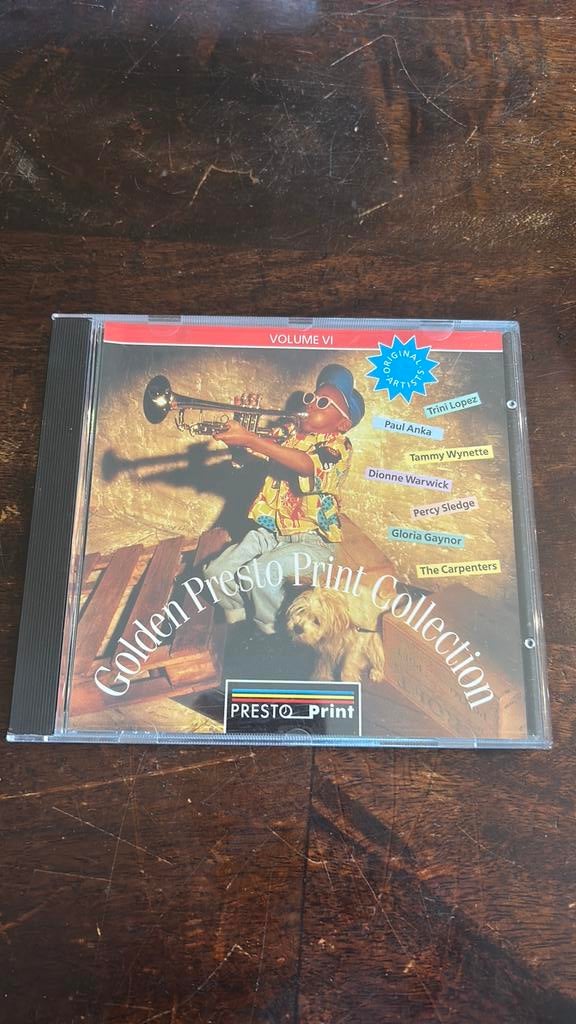 VOLUME VI
ORIGINAL
ARTISTS
Trini Lopez
Paul Anka
Tammy Wynette
Dionne Warwick
Percy Sledge
Gloria Gaynor
The Carpenters
Golden Presto Print Collection
PRESTO Print